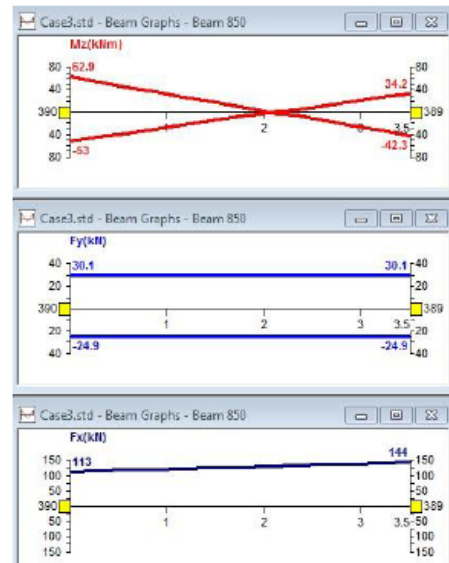 Case3.std - Beam Graphs - Beam 850
Mz(kNm)
80 62.9 80
40 34.2 40
390 1 2 3 3.5 389
40 -42.3 40
80 -53 80
Case3.std - Beam Graphs - Beam 850
Fy(kN)
40 30.1 30.1 40
20 20
390 1 2 3 3.5 389
20 20
40 -24.9 -24.9 40
Case3.std - Beam Graphs - Beam 850
Fx(kN)
150 113 144 150
100 100
50 50
390 1 2 3 3.5 389
50 50
100 100
150 150